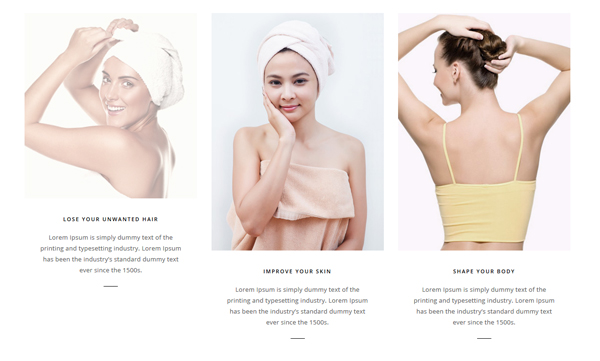 LOSE YOUR UNWANTED HAIR
Lorem Ipsum is simply dummy text of the
printing and typesetting industry. Lorem Ipsum
has been the industry's standard dummy text
ever since the 1500s.
IMPROVE YOUR SKIN
Lorem Ipsum is simply dummy text of the
printing and typesetting industry. Lorem Ipsum
has been the industry's standard dummy text
ever since the 1500s.
SHAPE YOUR BODY
Lorem Ipsum is simply dummy text of the
printing and typesetting industry. Lorem Ipsum
has been the industry's standard dummy text
ever since the 1500s.